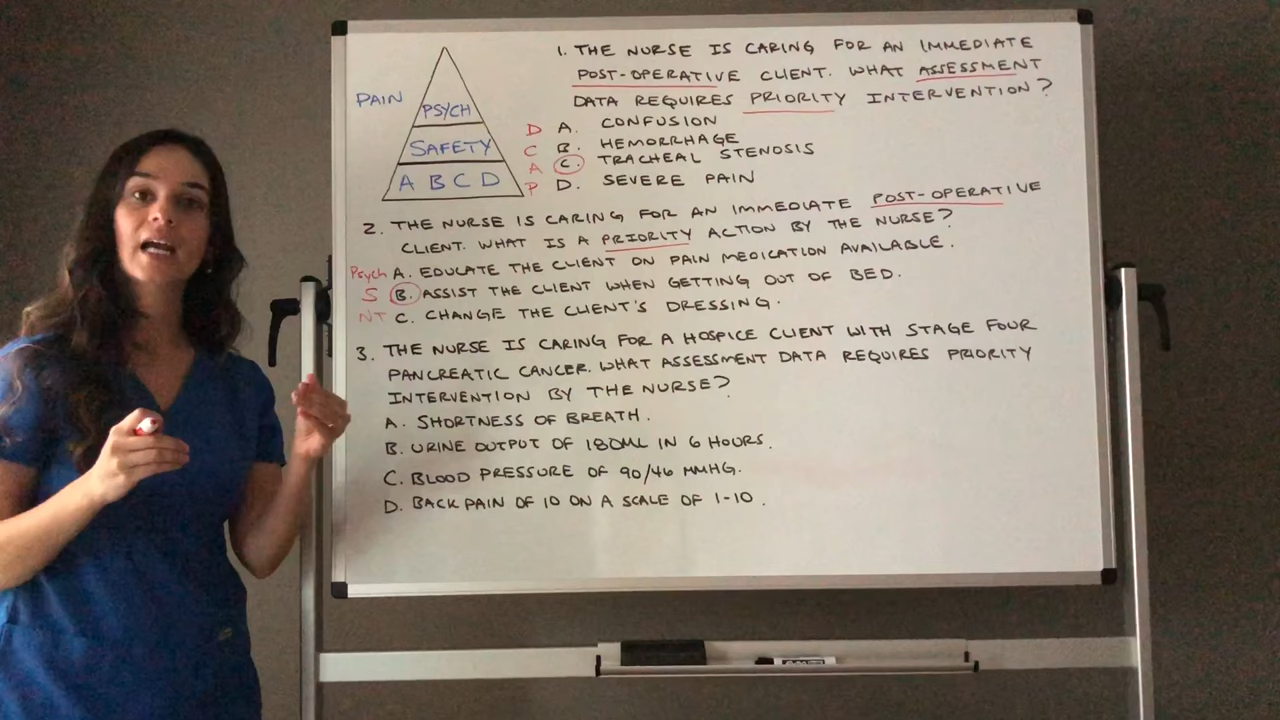 PAIN
PSYCH
SAFETY
A B C D
1. THE NURSE IS CARING FOR AN IMMEDIATE
POST-OPERATIVE CLIENT. WHAT ASSESSMENT
DATA REQUIRES PRIORITY INTERVENTION?
D A. CONFUSION
C B. HEMORRHAGE
A C. TRACHEAL STENOSIS
P D. SEVERE PAIN
2. THE NURSE IS CARING FOR AN IMMEDIATE POST-OPERATIVE
CLIENT. WHAT IS A PRIORITY ACTION BY THE NURSE?
Psych A. EDUCATE THE CLIENT ON PAIN MEDICATION AVAILABLE.
S B. ASSIST THE CLIENT WHEN GETTING OUT OF BED.
NT C. CHANGE THE CLIENT'S DRESSING.
3. THE NURSE IS CARING FOR A HOSPICE CLIENT WITH STAGE FOUR
PANCREATIC CANCER. WHAT ASSESSMENT DATA REQUIRES PRIORITY
INTERVENTION BY THE NURSE?
A. SHORTNESS OF BREATH.
B. URINE OUTPUT OF 180ML IN 6 HOURS.
C. BLOOD PRESSURE OF 90/46 MMHG.
D. BACK PAIN OF 10 ON A SCALE OF 1-10.